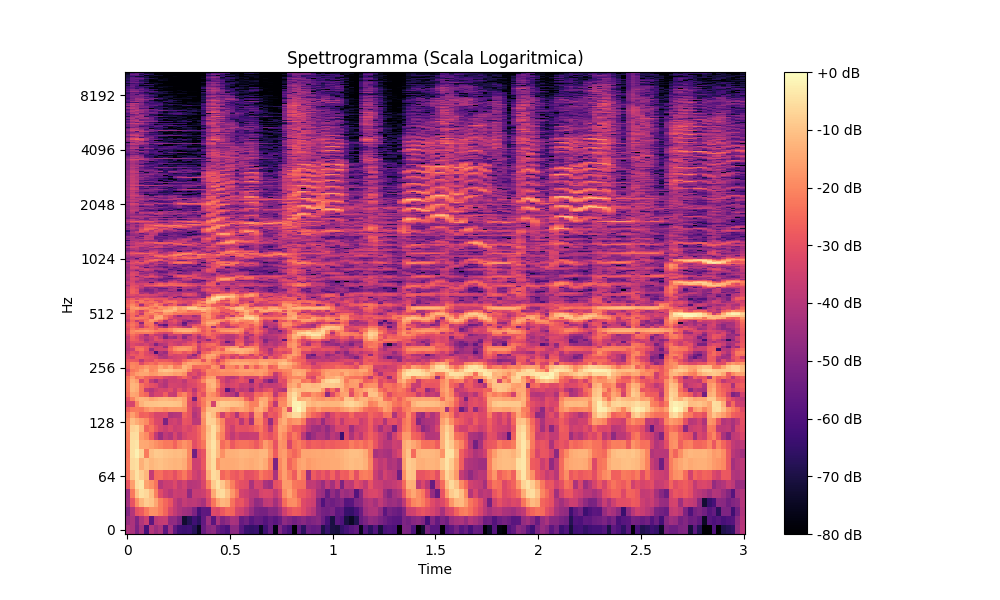 Spettrogramma (Scala Logaritmica)
8192
4096
2048
1024
512
256
128
64
0
Hz
0
0.5
1
1.5
2
2.5
3
Time
+0 dB
-10 dB
-20 dB
-30 dB
-40 dB
-50 dB
-60 dB
-70 dB
-80 dB